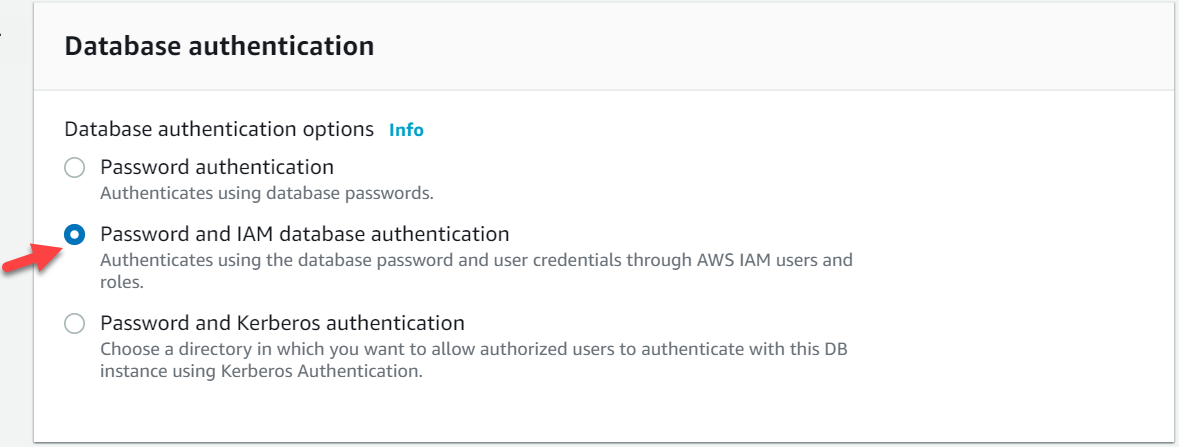 Database authentication
Database authentication options Info
Password authentication
Authenticates using database passwords.
Password and IAM database authentication
Authenticates using the database password and user credentials through AWS IAM users and
roles.
Password and Kerberos authentication
Choose a directory in which you want to allow authorized users to authenticate with this DB
instance using Kerberos Authentication.